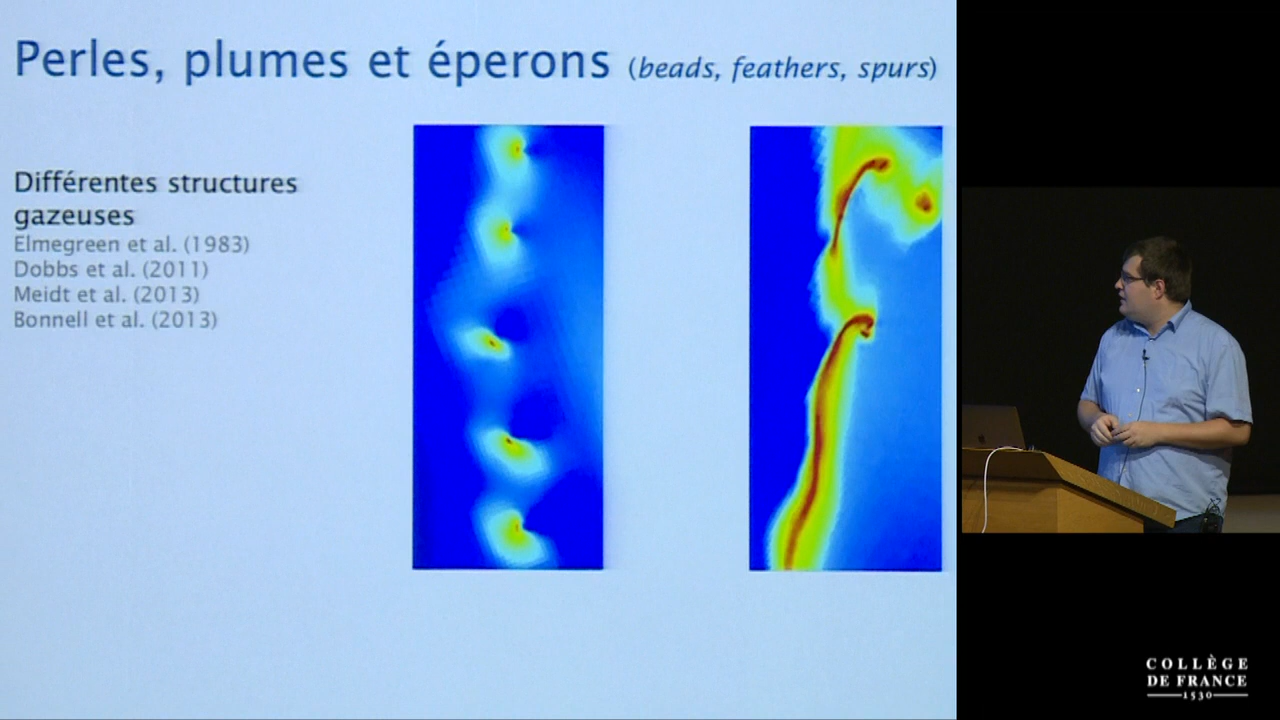 Perles, plumes et éperons (beads, feathers, spurs)
Différentes structures
gazeuses
Elmegreen et al. (1983)
Dobbs et al. (2011)
Meidt et al. (2013)
Bonnell et al. (2013)
COLLÈGE
DE FRANCE
1530